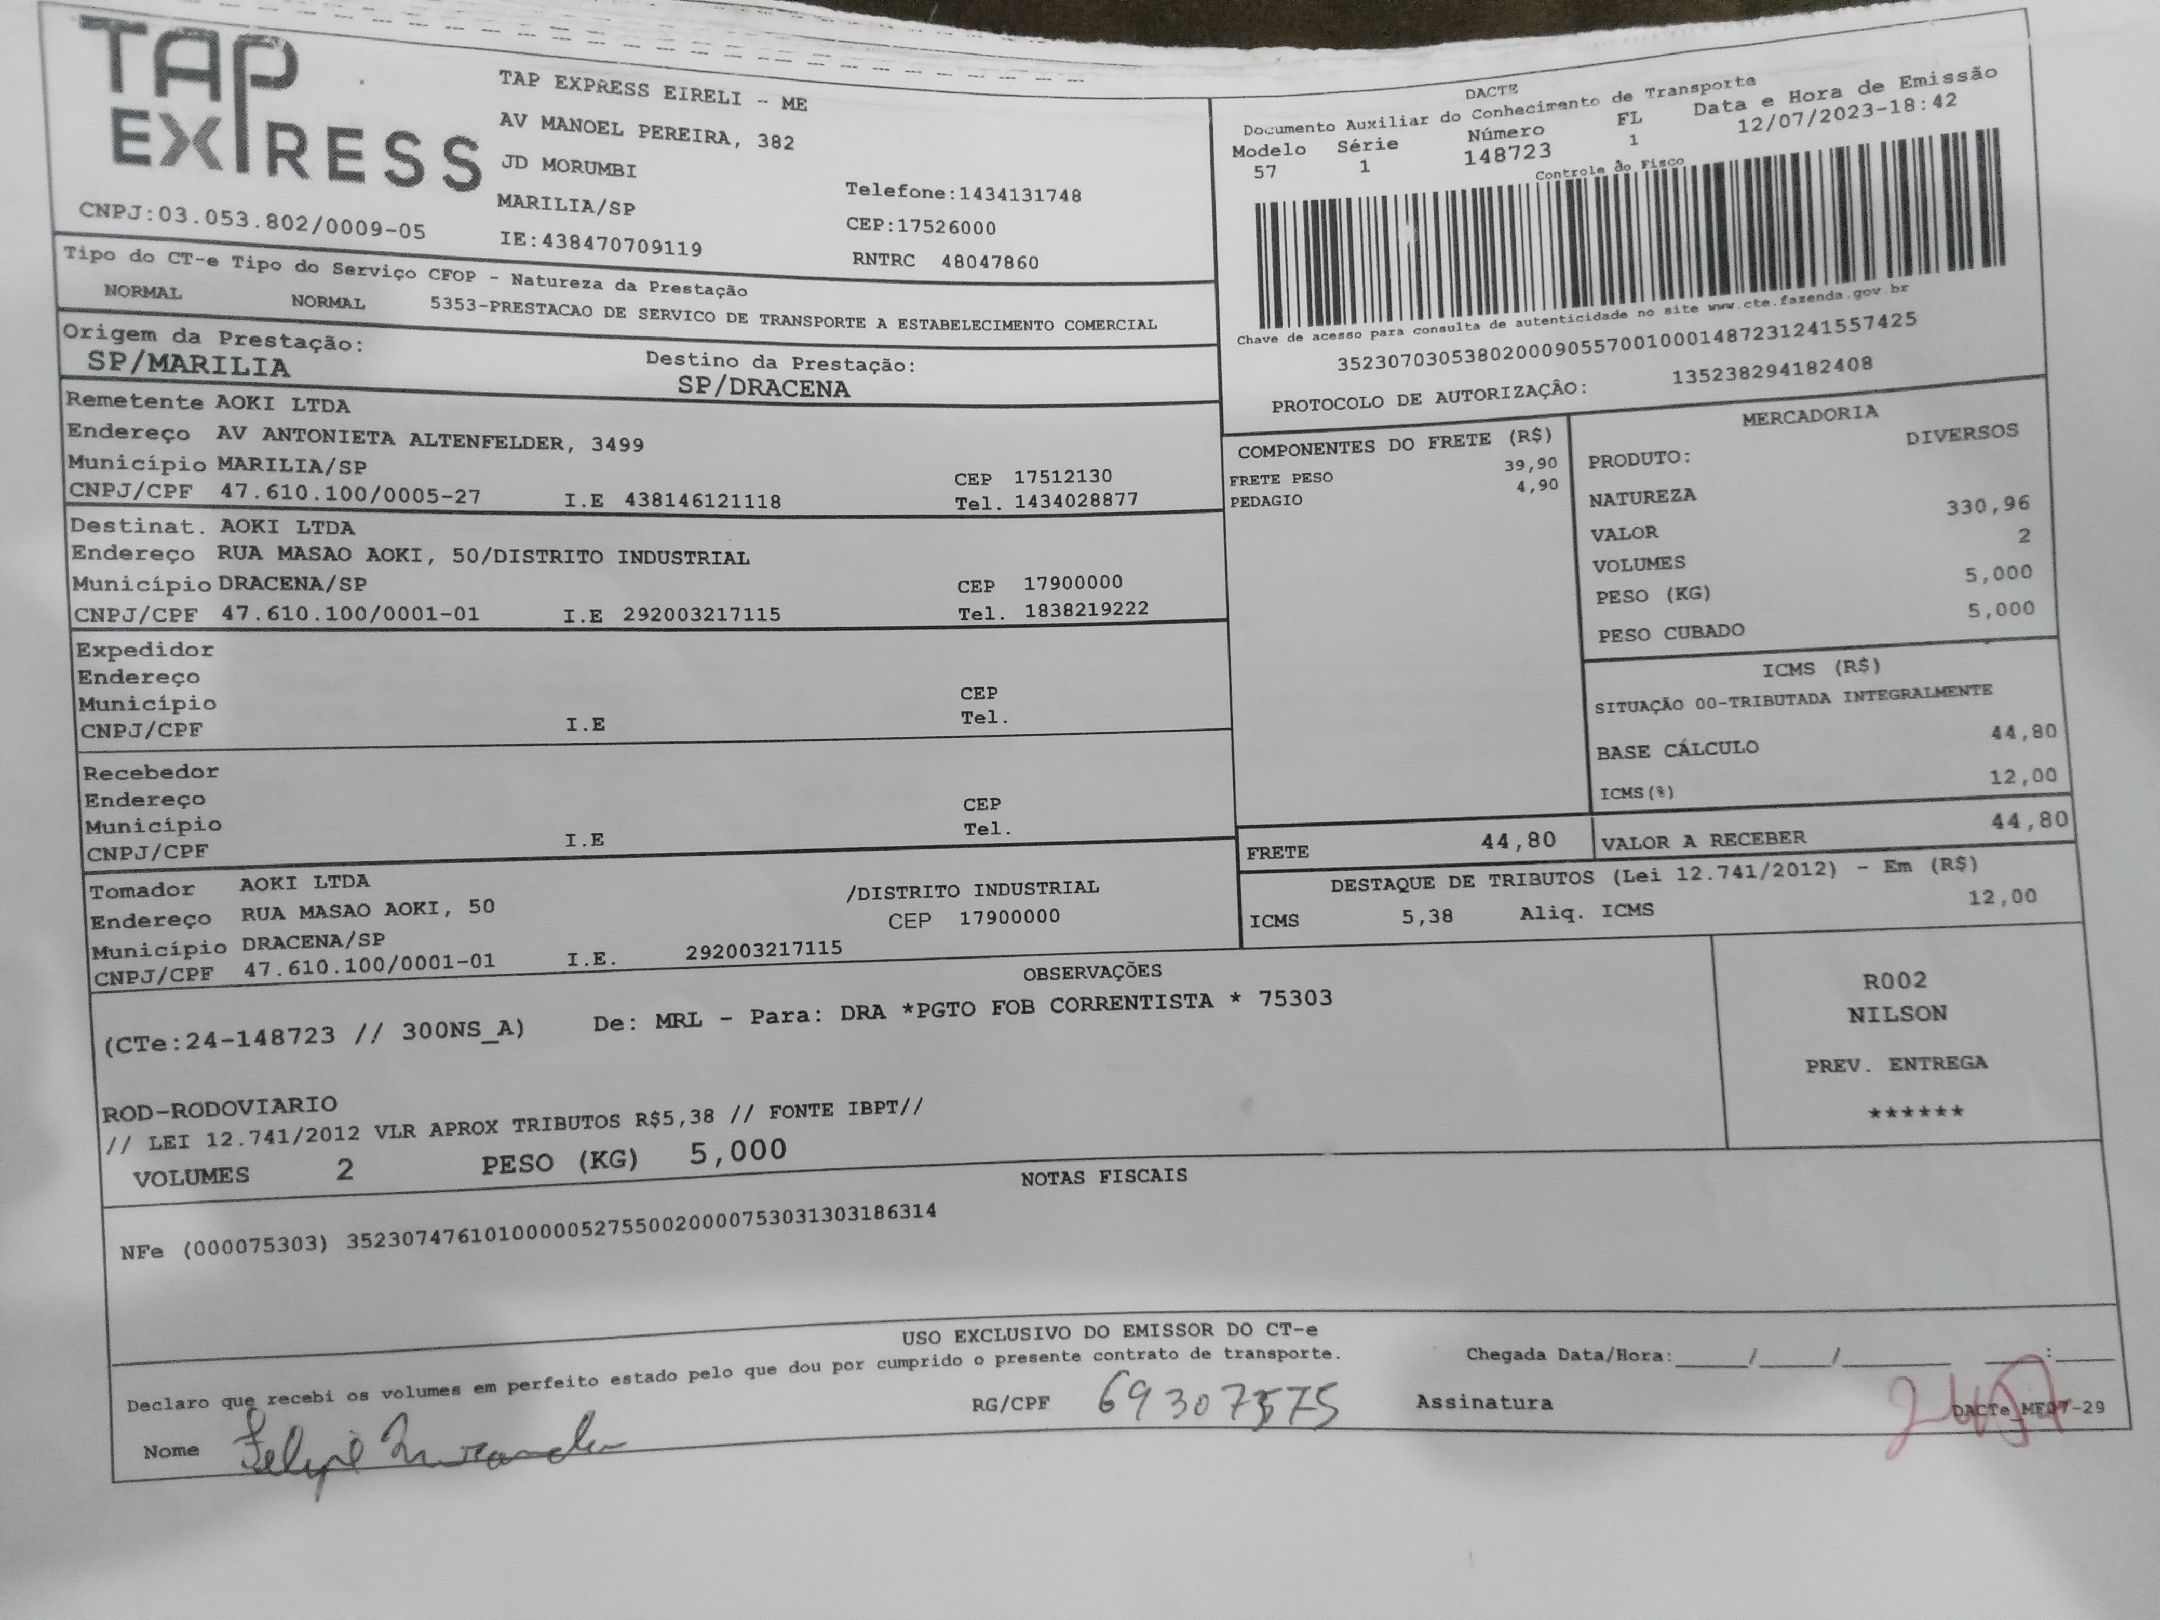 TAP
EXPRESS
CNPJ:03.053.802/0009-05
TAP EXPRESS EIRELI - ME
AV MANOEL PEREIRA, 382
JD MORUMBI
MARILIA/SP
IE:438470709119
Telefone:1434131748
CEP:17526000
RNTRC 48047860
DACTE
Documento Auxiliar do Conhecimento de Transporte
Modelo Série Número FL Data e Hora de Emissão
57 1 148723 1 12/07/2023-18:42
Controle do Fisco
Chave de acesso para consulta de autenticidade no site www.cte.fazenda.gov.br
35230703053802000905570010001487231241557425
PROTOCOLO DE AUTORIZAÇÃO: 135238294182408
Tipo do CT-e Tipo do Serviço CFOP - Natureza da Prestação
NORMAL NORMAL 5353-PRESTACAO DE SERVICO DE TRANSPORTE A ESTABELECIMENTO COMERCIAL
Origem da Prestação: Destino da Prestação:
SP/MARILIA SP/DRACENA
Remetente AOKI LTDA
Endereço AV ANTONIETA ALTENFELDER, 3499
Município MARILIA/SP CEP 17512130
CNPJ/CPF 47.610.100/0005-27 I.E 438146121118 Tel. 1434028877
Destinat. AOKI LTDA
Endereço RUA MASAO AOKI, 50/DISTRITO INDUSTRIAL
Município DRACENA/SP CEP 17900000
CNPJ/CPF 47.610.100/0001-01 I.E 292003217115 Tel. 1838219222
Expedidor
Endereço
Município CEP
CNPJ/CPF I.E Tel.
Recebedor
Endereço CEP
Município Tel.
CNPJ/CPF I.E
Tomador AOKI LTDA /DISTRITO INDUSTRIAL
Endereço RUA MASAO AOKI, 50 CEP 17900000
Município DRACENA/SP
CNPJ/CPF 47.610.100/0001-01 I.E. 292003217115
COMPONENTES DO FRETE (R$)
FRETE PESO 39,90
PEDAGIO 4,90
MERCADORIA
PRODUTO: DIVERSOS
NATUREZA
VALOR 330,96
VOLUMES 2
PESO (KG) 5,000
PESO CUBADO 5,000
ICMS (R$)
SITUAÇÃO 00-TRIBUTADA INTEGRALMENTE
BASE CÁLCULO 44,80
ICMS(%) 12,00
FRETE 44,80 VALOR A RECEBER 44,80
DESTAQUE DE TRIBUTOS (Lei 12.741/2012) - Em (R$)
ICMS 5,38 Aliq. ICMS 12,00
OBSERVAÇÕES
(CTe:24-148723 // 300NS_A) De: MRL - Para: DRA *PGTO FOB CORRENTISTA * 75303
ROD-RODOVIARIO
// LEI 12.741/2012 VLR APROX TRIBUTOS R$5,38 // FONTE IBPT//
VOLUMES 2 PESO (KG) 5,000
R002
NILSON
PREV. ENTREGA
******
NOTAS FISCAIS
NFe (000075303) 35230747610100000527550020000753031303186314
USO EXCLUSIVO DO EMISSOR DO CT-e
Declaro que recebi os volumes em perfeito estado pelo que dou por cumprido o presente contrato de transporte.
Chegada Data/Hora:_____/_____/_______ ___:____
Nome Felipe RG/CPF Assinatura